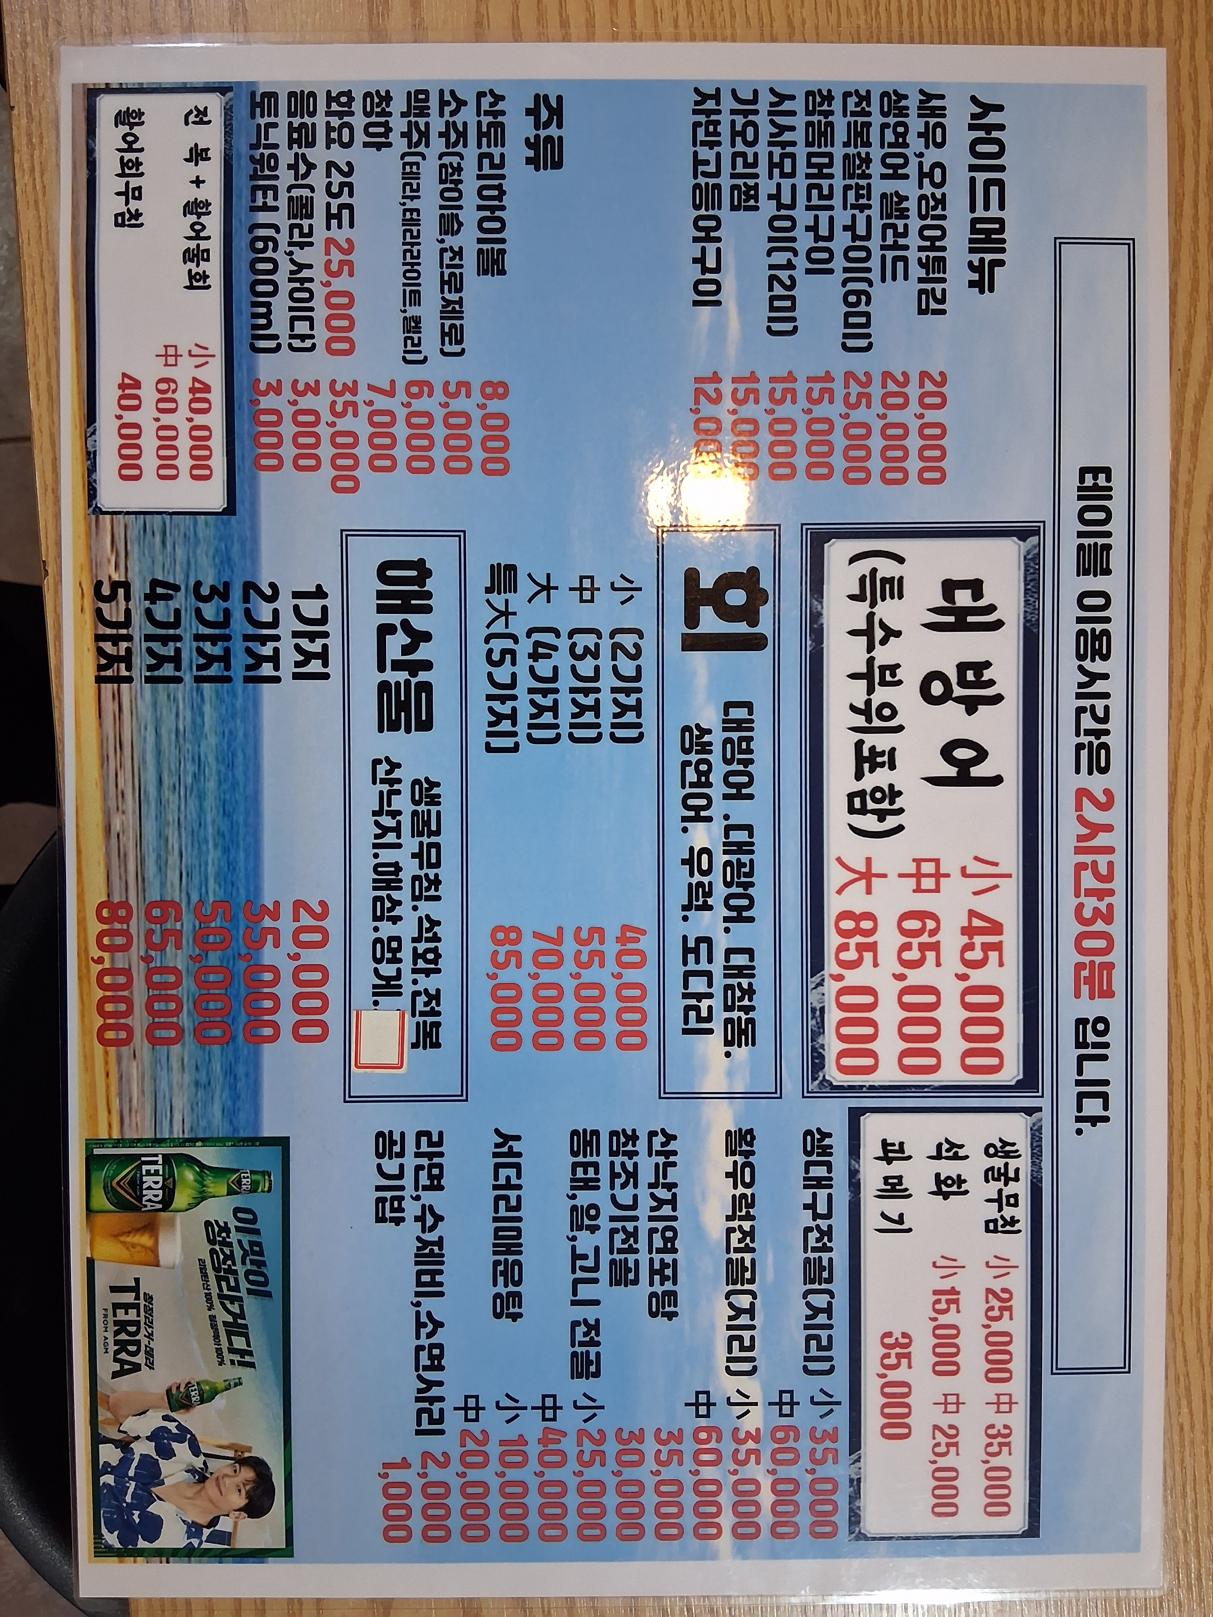 테이블 이용시간은 2시간30분 입니다.
사이드메뉴
새우,오징어튀김 20,000
생연어 샐러드 20,000
전복철판구이(6미) 25,000
참돔머리구이 15,000
시사모구이(12미) 15,000
가오리찜 15,000
자반고등어구이 12,000
주류
산토리하이볼 8,000
소주(참이슬,진로제로) 5,000
맥주(테라,테라라이트,켈리) 6,000
청하 7,000
화요 25도 25,000 35,000
음료수(콜라,사이다) 3,000
토닉워터 (600ml) 3,000
전 복 + 활어물회 小 40,000
中 60,000
활어회무침 40,000
대 방 어 小 45,000
(특수부위포함) 中 65,000
大 85,000
회
대방어 .대광어. 대참돔.
생연어. 우럭. 도다리
小 (2가지) 40,000
中 (3가지) 55,000
大 (4가지) 70,000
특大(5가지) 85,000
해산물
생굴무침.석화.전복
산낙지.해삼.멍게.
1가지 20,000
2가지 35,000
3가지 50,000
4가지 65,000
5가지 80,000
생굴무침 小 25,000 中 35,000
석 화 小 15,000 中 25,000
과 메 기 35,000
생대구전골(지리) 小 35,000
中 60,000
활우럭전골(지리) 小 35,000
中 60,000
산낙지연포탕 35,000
참조기전골 30,000
동태,알,고니 전골 小 25,000
中 40,000
서더리매운탕 小 10,000
中 20,000
라면,수제비,소면사리 2,000
공기밥 1,000
TERRA
TERRA
이 맛이
청정라거다!
리얼탄산 100% 청정맥아 100%
청정라거-테라
TERRA
FROM AGM
TERRA